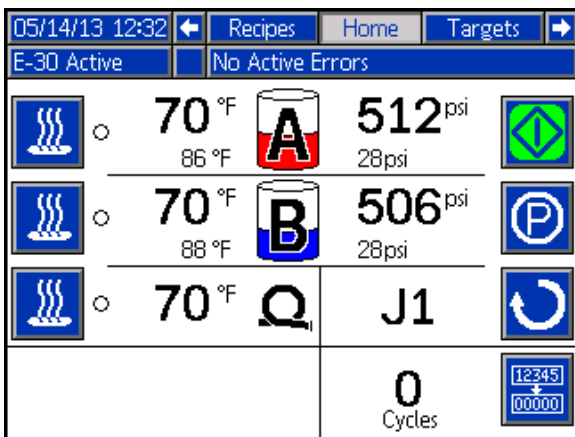 05/14/13 12:32 Recipes Home Targets
E-30 Active No Active Errors
70 °F A 512 psi
86 °F 28psi
70 °F B 506 psi
88 °F 28psi P
70 °F J1
0 12345
Cycles 00000